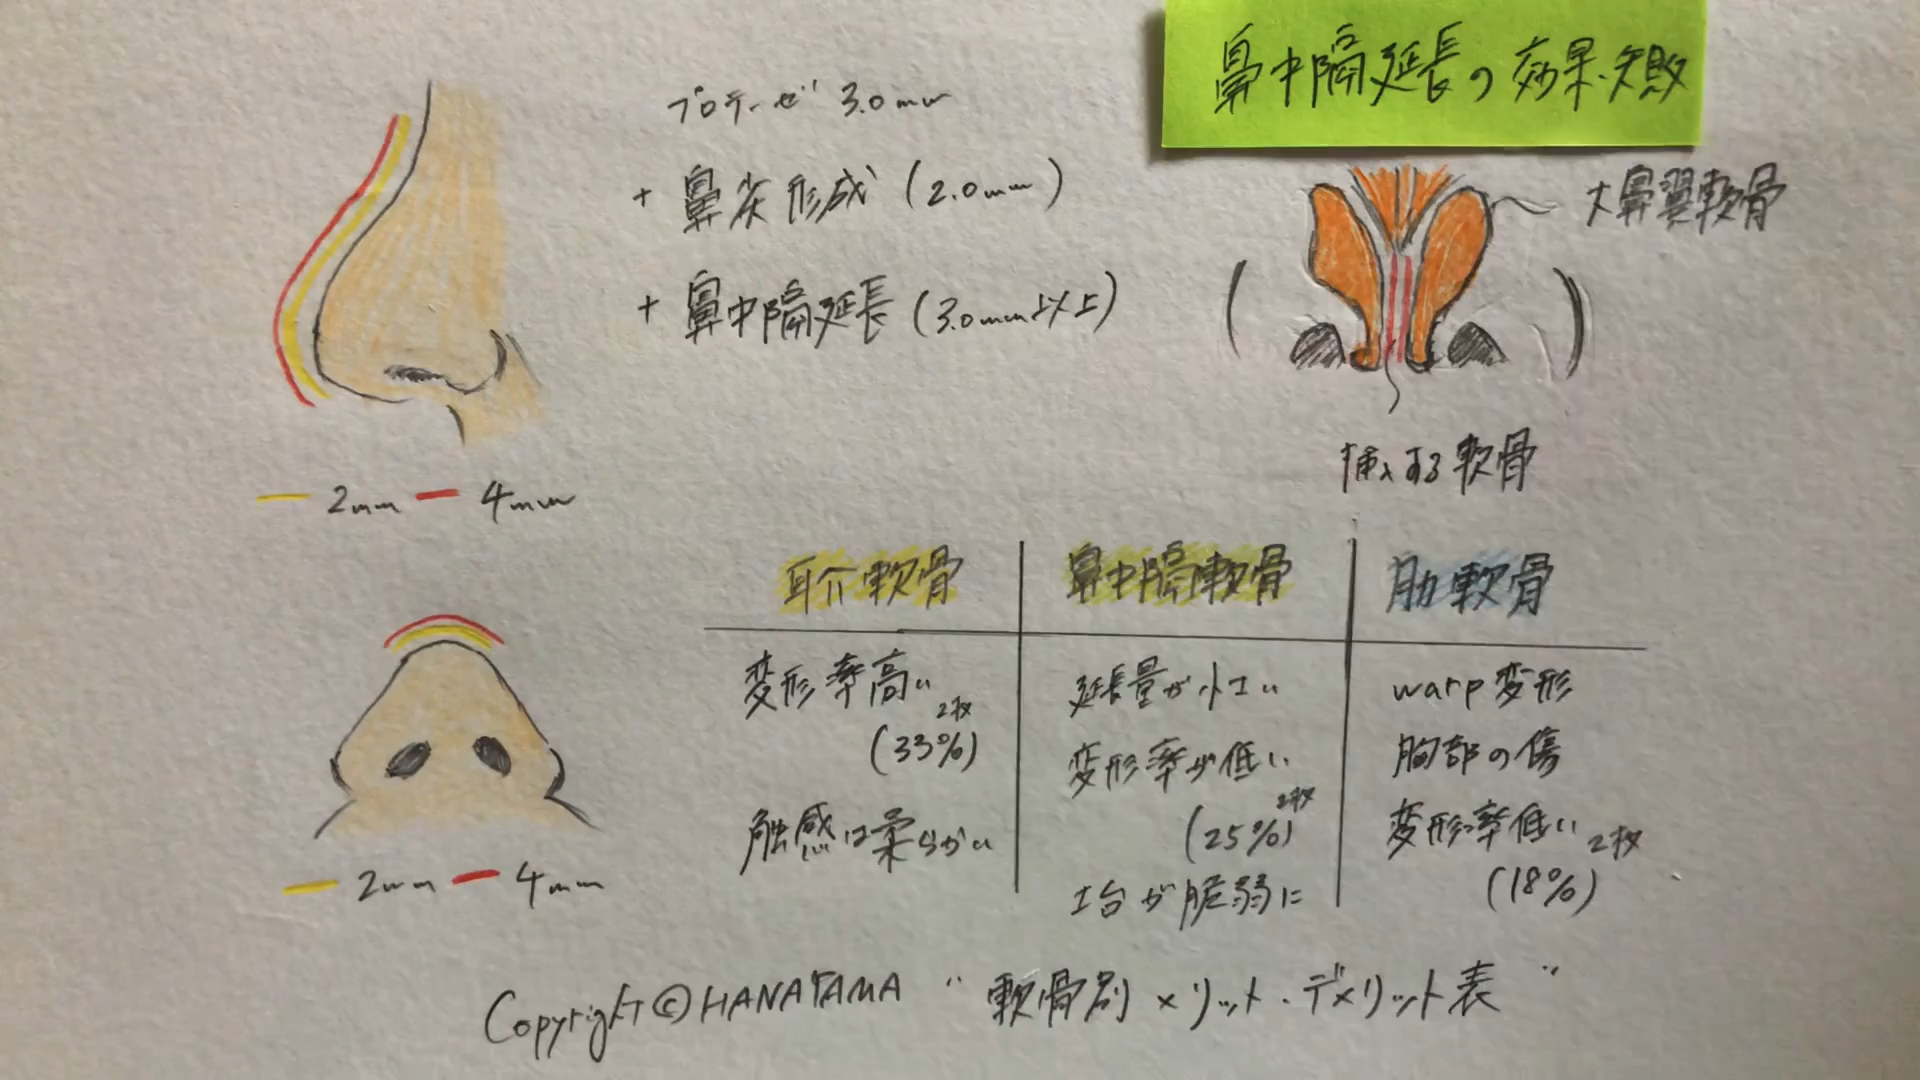 鼻中隔延長の効果・失敗
プロテーゼ 3.0mm
+ 鼻尖形成 (2.0mm)
+ 鼻中隔延長 (3.0mm以上)
大鼻翼軟骨
挿入する軟骨
2mm 4mm
耳介軟骨
変形率高い
2枚
(33%)
触感は柔らかい
鼻中隔軟骨
延長量が小さい
変形率が低い
2枚
(25%)
土台が脆弱に
肋軟骨
warp変形
胸部の傷
変形率低い 2枚
(18%)
2mm 4mm
Copyright©HANATAMA "軟骨別メリット・デメリット表"